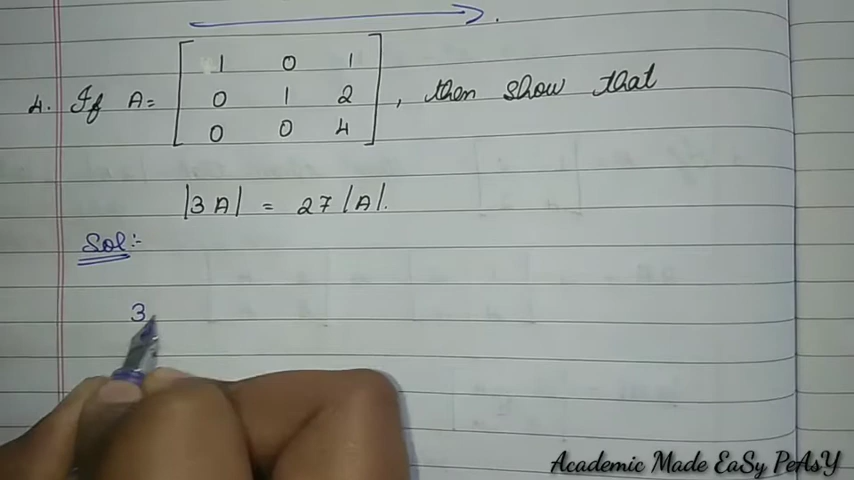 4. If A= [ 1 0 1
0 1 2
0 0 4 ], then show that
|3A| = 27|A|.
Sol:-
3
Academic Made EaSy PeAsY